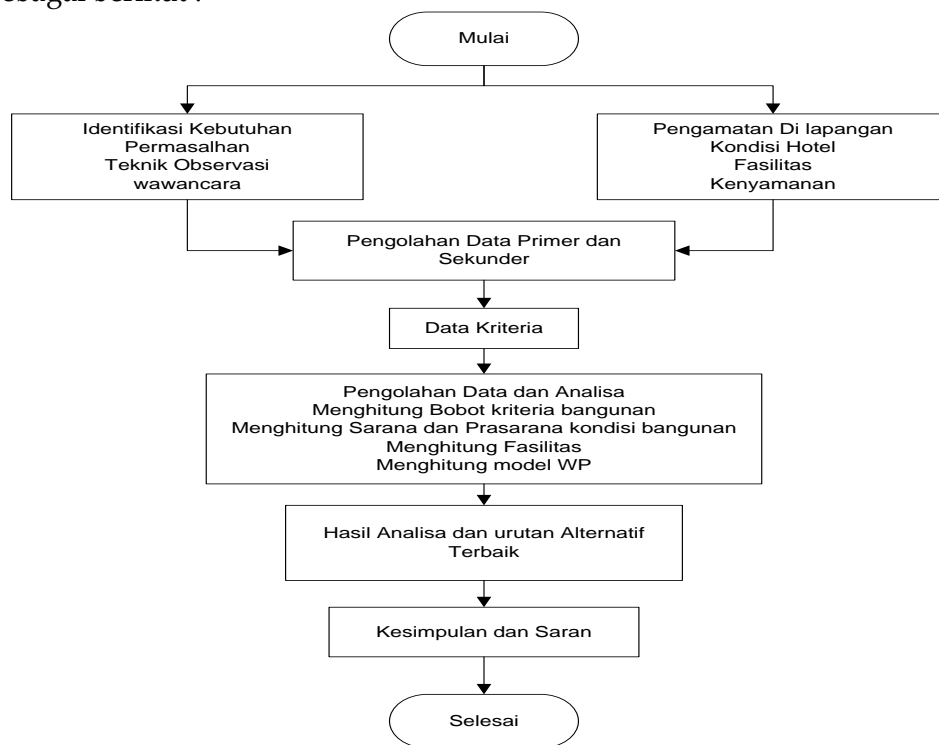 berikut :
Mulai
Identifikasi Kebutuhan
Permasalhan
Teknik Observasi
wawancara
Pengamatan Di lapangan
Kondisi Hotel
Fasilitas
Kenyamanan
Pengolahan Data Primer dan
Sekunder
Data Kriteria
Pengolahan Data dan Analisa
Menghitung Bobot kriteria bangunan
Menghitung Sarana dan Prasarana kondisi bangunan
Menghitung Fasilitas
Menghitung model WP
Hasil Analisa dan urutan Alternatif
Terbaik
Kesimpulan dan Saran
Selesai